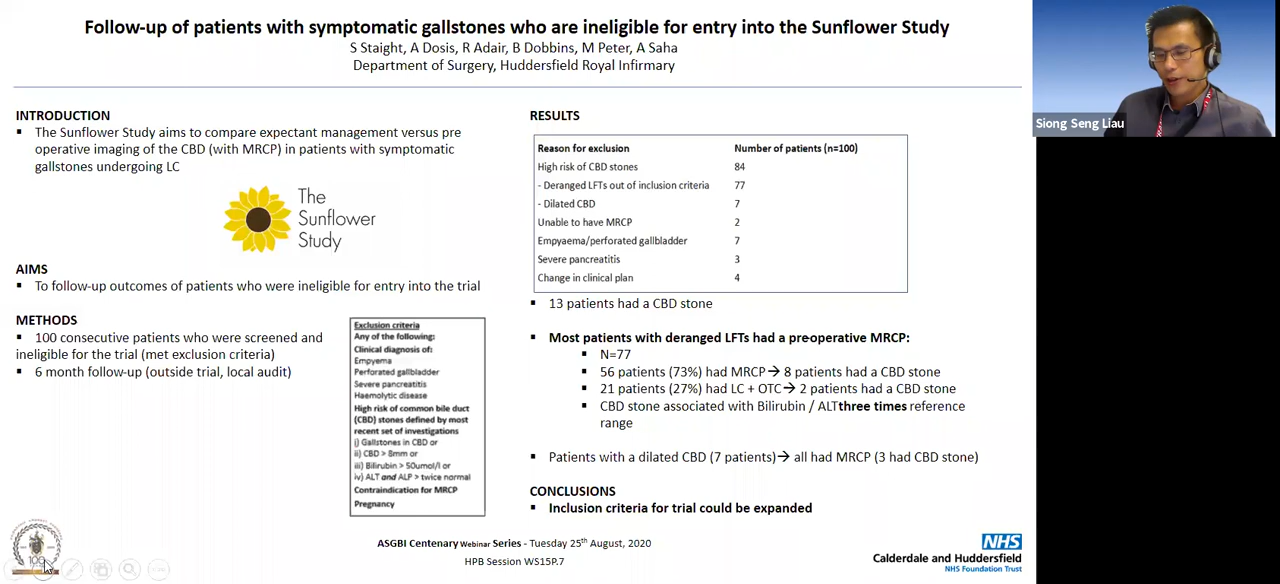 Follow-up of patients with symptomatic gallstones who are ineligible for entry into the Sunflower Study
S Staight, A Dosis, R Adair, B Dobbins, M Peter, A Saha
Department of Surgery, Huddersfield Royal Infirmary
INTRODUCTION
▪ The Sunflower Study aims to compare expectant management versus pre
operative imaging of the CBD (with MRCP) in patients with symptomatic
gallstones undergoing LC
The
Sunflower
Study
AIMS
▪ To follow-up outcomes of patients who were ineligible for entry into the trial
METHODS
▪ 100 consecutive patients who were screened and
ineligible for the trial (met exclusion criteria)
▪ 6 month follow-up (outside trial, local audit)
Exclusion criteria
Any of the following:
Clinical diagnosis of:
Empyema
Perforated gallbladder
Severe pancreatitis
Haemolytic disease
High risk of common bile duct
(CBD) stones defined by most
recent set of investigations
i) Gallstones in CBD or
ii) CBD > 8mm or
iii) Bilirubin > 50umol/l or
iv) ALT and ALP > twice normal
Contraindication for MRCP
Pregnancy
RESULTS
Reason for exclusion Number of patients (n=100)
High risk of CBD stones 84
- Deranged LFTs out of inclusion criteria 77
- Dilated CBD 7
Unable to have MRCP 2
Empyaema/perforated gallbladder 7
Severe pancreatitis 3
Change in clinical plan 4
▪ 13 patients had a CBD stone
▪ Most patients with deranged LFTs had a pre-operative MRCP:
▪ N=77
▪ 56 patients (73%) had MRCP→ 8 patients had a CBD stone
▪ 21 patients (27%) had LC + OTC→ 2 patients had a CBD stone
▪ CBD stone associated with Bilirubin / ALTthree times reference
range
▪ Patients with a dilated CBD (7 patients)→ all had MRCP (3 had CBD stone)
CONCLUSIONS
▪ Inclusion criteria for trial could be expanded
ASGBI Centenary Webinar Series - Tuesday 25th August, 2020
HPB Session WS15P.7
NHS
Calderdale and Huddersfield
NHS Foundation Trust
100
Siong Seng Liau